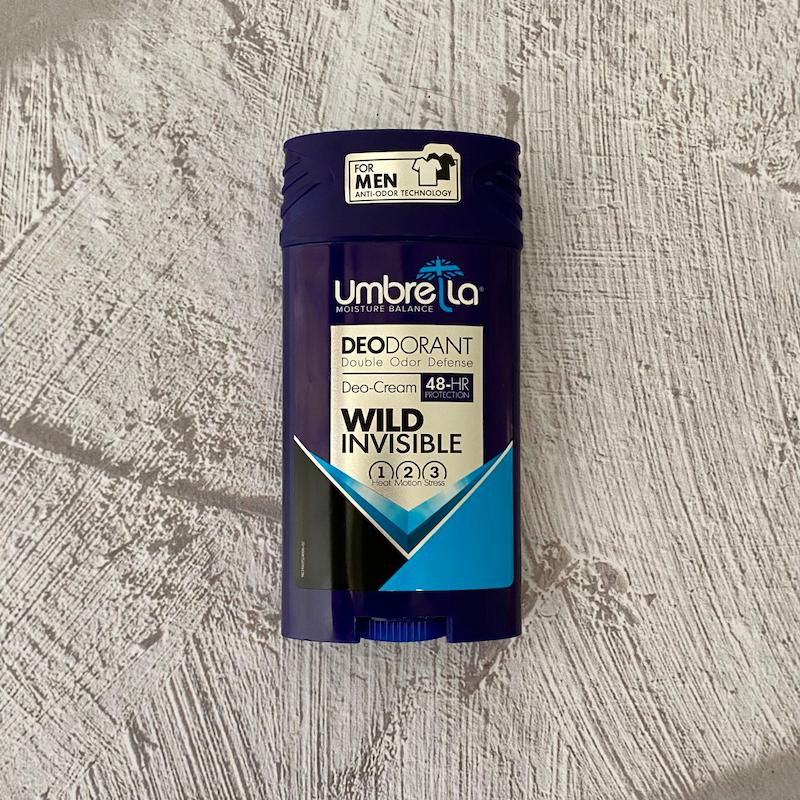 FOR
MEN
ANTI-ODOR TECHNOLOGY
Umbrella®
MOISTURE BALANCE
DEODORANT
Double Odor Defense
Deo-Cream 48-HR
PROTECTION
WILD
INVISIBLE
1 2 3
Heat Motion Stress